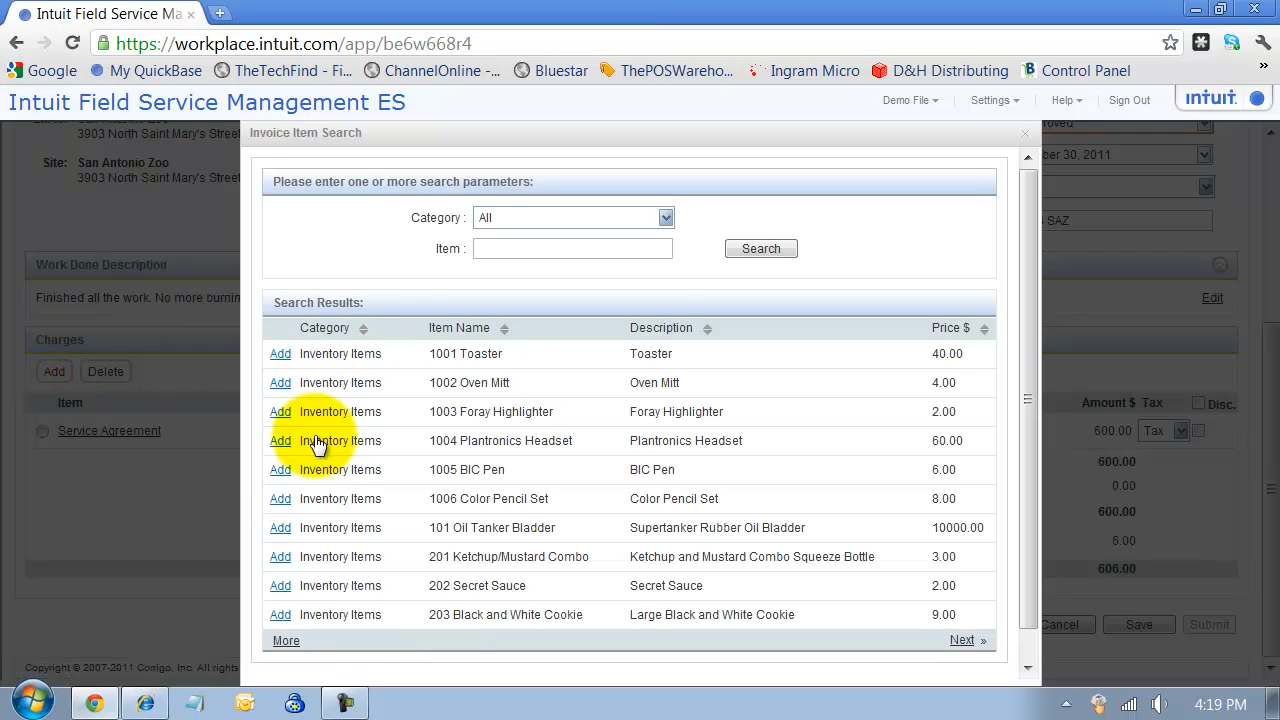 Intuit Field Service Ma
https://workplace.intuit.com/app/be6w668r4
Google My QuickBase TheTechFind - Fi... ChannelOnline -... Bluestar ThePOSWareho... Ingram Micro D&H Distributing Control Panel »
Intuit Field Service Management ES Demo File Settings Help Sign Out intuit.
3903 North Saint Mary's Street
Site: San Antonio Zoo
3903 North Saint Mary's Street
ber 30, 2011
SAZ
Work Done Description
Finished all the work. No more burnin
Edit
Charges
Add Delete
Item Amount $ Tax Disc.
Service Agreement 600.00 Tax
600.00
0.00
600.00
6.00
606.00
Cancel Save Submit
Copyright © 2007-2011 Corrigo, Inc. All rights
Invoice Item Search
Please enter one or more search parameters:
Category : All
Item : Search
Search Results:
Category Item Name Description Price $
Add Inventory Items 1001 Toaster Toaster 40.00
Add Inventory Items 1002 Oven Mitt Oven Mitt 4.00
Add Inventory Items 1003 Foray Highlighter Foray Highlighter 2.00
Add Inventory Items 1004 Plantronics Headset Plantronics Headset 60.00
Add Inventory Items 1005 BIC Pen BIC Pen 6.00
Add Inventory Items 1006 Color Pencil Set Color Pencil Set 8.00
Add Inventory Items 101 Oil Tanker Bladder Supertanker Rubber Oil Bladder 10000.00
Add Inventory Items 201 Ketchup/Mustard Combo Ketchup and Mustard Combo Squeeze Bottle 3.00
Add Inventory Items 202 Secret Sauce Secret Sauce 2.00
Add Inventory Items 203 Black and White Cookie Large Black and White Cookie 9.00
More Next »
4:19 PM